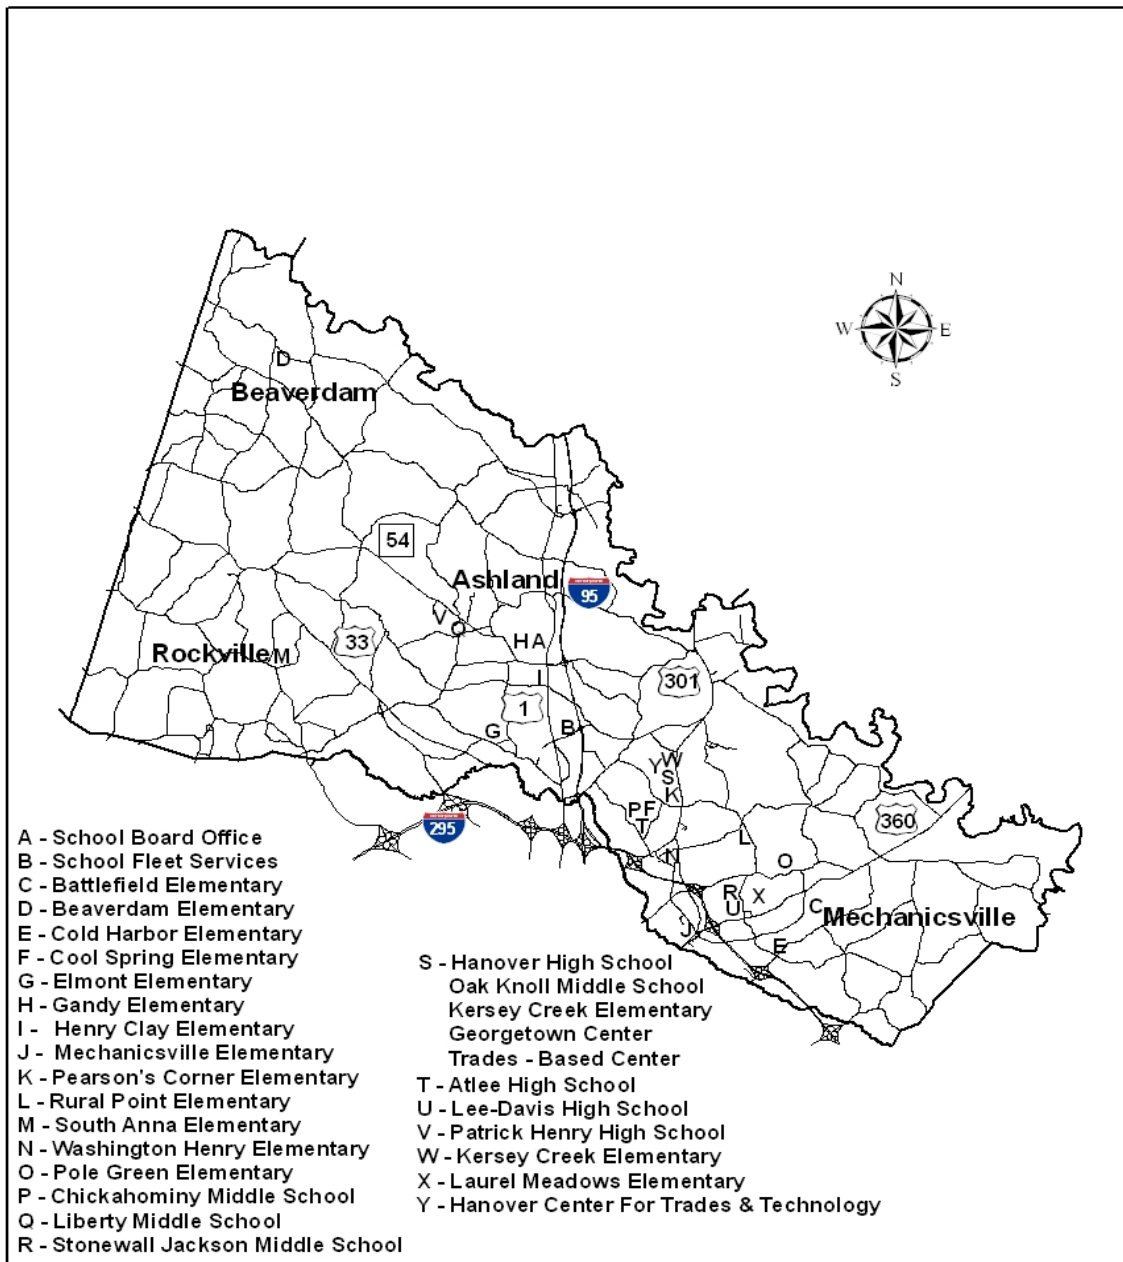 N
W E
S
D
Beaverdam
54
Ashland
95
V
Q
33
H A
Rockville M
I
301
1
B
G
Y W
S
K
P F
T
360
295
L
N
O
R
X
U
C
Mechanicsville
J
E
A - School Board Office
B - School Fleet Services
C - Battlefield Elementary
D - Beaverdam Elementary
E - Cold Harbor Elementary
F - Cool Spring Elementary
G - Elmont Elementary
H - Gandy Elementary
I - Henry Clay Elementary
J - Mechanicsville Elementary
K - Pearson's Corner Elementary
L - Rural Point Elementary
M - South Anna Elementary
N - Washington Henry Elementary
O - Pole Green Elementary
P - Chickahominy Middle School
Q - Liberty Middle School
R - Stonewall Jackson Middle School
S - Hanover High School
Oak Knoll Middle School
Kersey Creek Elementary
Georgetown Center
Trades - Based Center
T - Atlee High School
U - Lee-Davis High School
V - Patrick Henry High School
W - Kersey Creek Elementary
X - Laurel Meadows Elementary
Y - Hanover Center For Trades & Technology